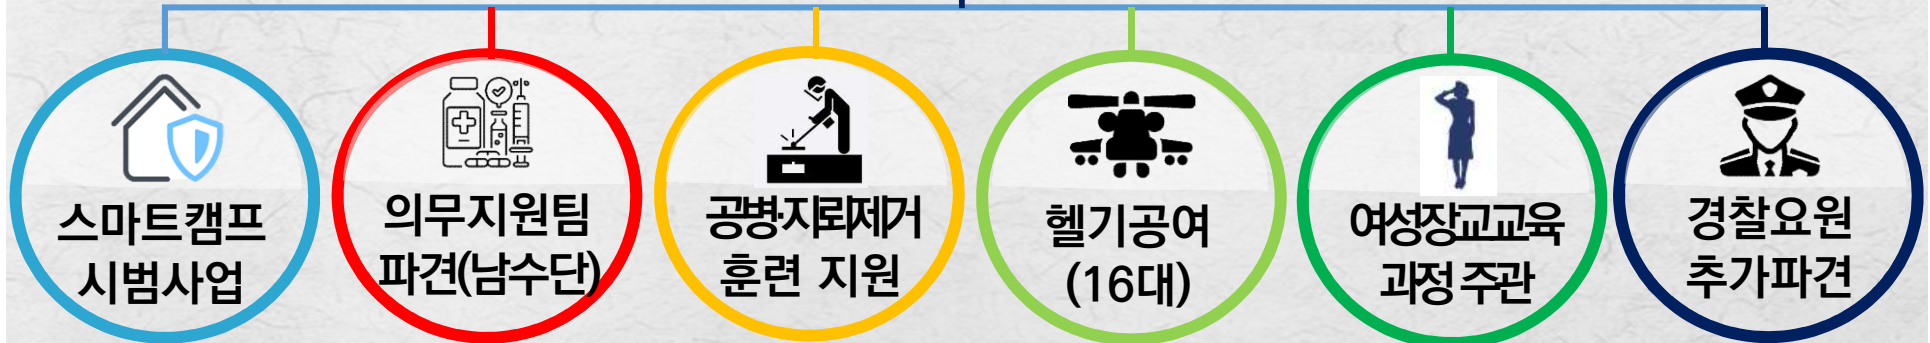 스마트캠프
시범사업
의무지원팀
파견(남수단)
공병·지뢰제거
훈련 지원
헬기공여
(16대)
여성장교교육
과정 주관
경찰요원
추가파견